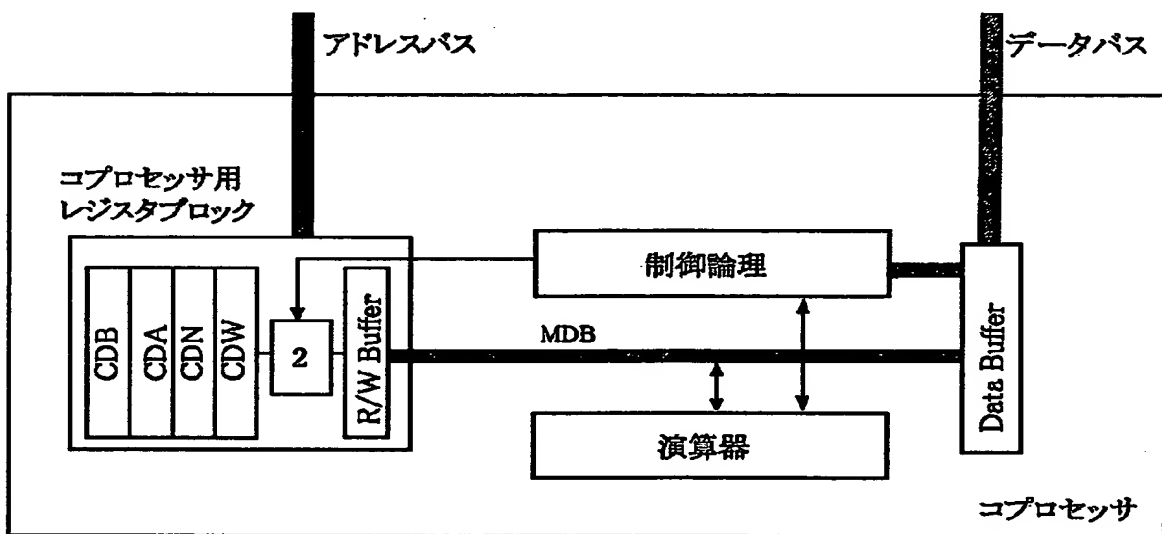 アドレスバス
データバス
コプロセッサ用
レジスタブロック
CDB
CDA
CDN
CDW
2
R/W Buffer
制御論理
MDB
演算器
Data Buffer
コプロセッサ